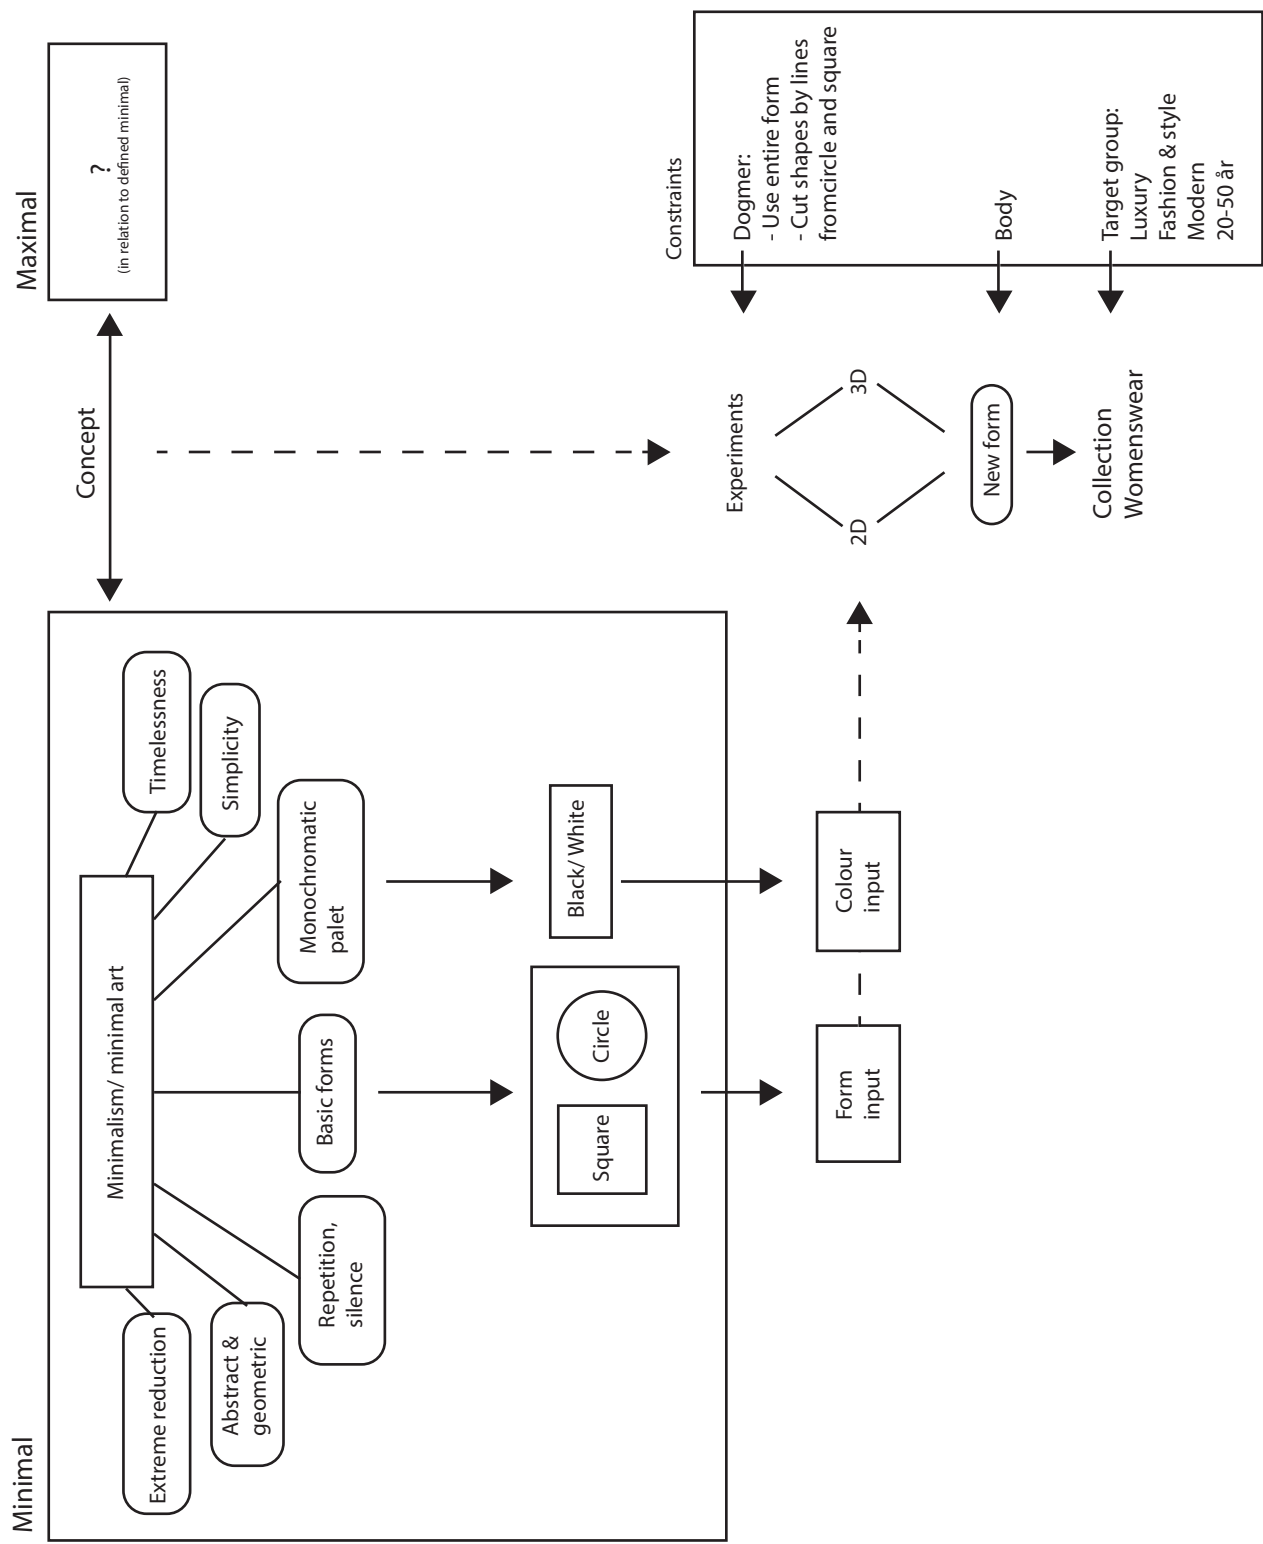 Minimal
Minimalism/ minimal art
Extreme reduction
Abstract &
geometric
Repetition,
silence
Basic forms
Monochromatic
palet
Simplicity
Timelessness
Square
Circle
Black/ White
Form
input
Colour
input
Concept
Maximal
?
(in relation to defined minimal)
Experiments
2D
3D
New form
Collection
Womenswear
Constraints
Dogmer:
- Use entire form
- Cut shapes by lines
fromcircle and square
Body
Target group:
Luxury
Fashion & style
Modern
20-50 år